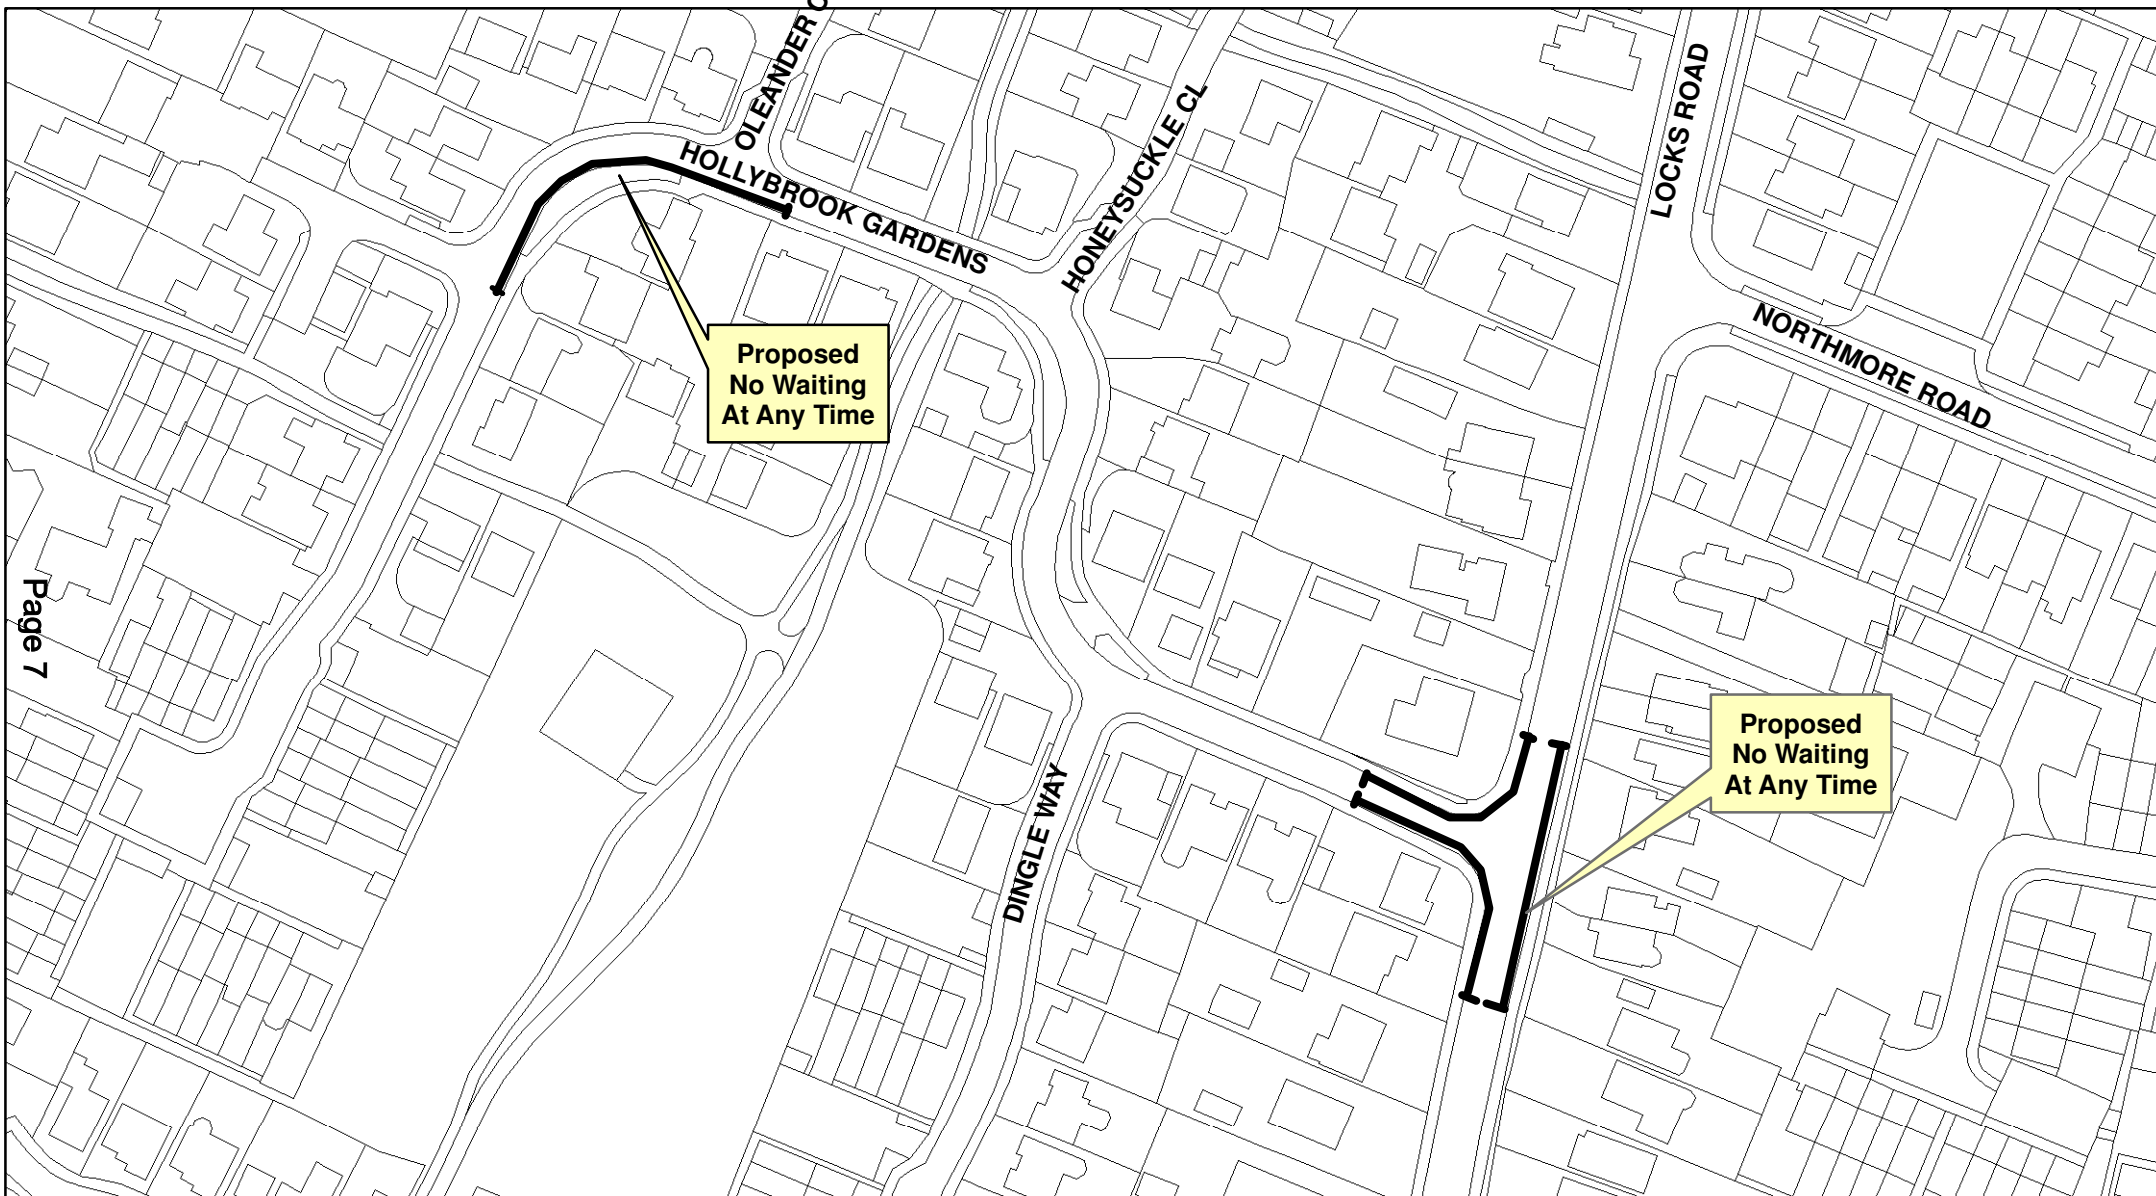 OLEANDER C
HOLLYBROOK GARDENS
HONEYSUCKLE CL
LOCKS ROAD
NORTHMORE ROAD
Proposed
No Waiting
At Any Time
Page 7
Proposed
No Waiting
At Any Time
DINGLE WAY